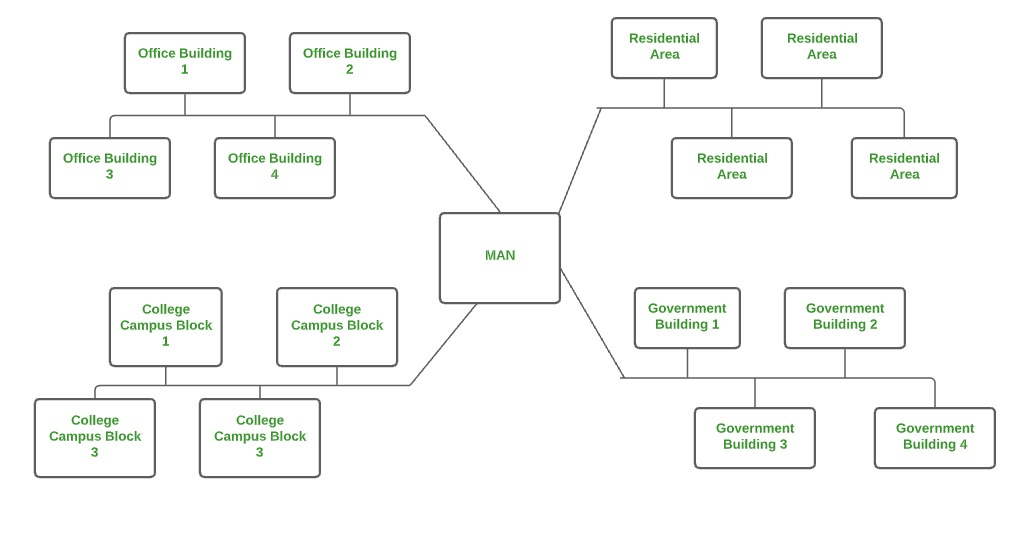 Office Building
1
Office Building
2
Office Building
3
Office Building
4
Residential
Area
Residential
Area
Residential
Area
Residential
Area
MAN
College
Campus Block
1
College
Campus Block
2
College
Campus Block
3
College
Campus Block
3
Government
Building 1
Government
Building 2
Government
Building 3
Government
Building 4